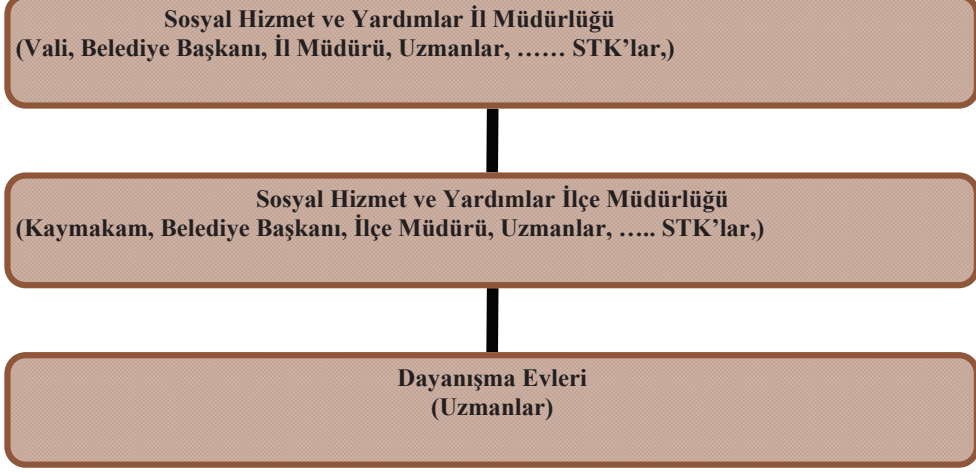 Sosyal Hizmet ve Yardımlar İl Müdürlüğü
(Vali, Belediye Başkanı, İl Müdürü, Uzmanlar, …… STK’lar,)
Sosyal Hizmet ve Yardımlar İlçe Müdürlüğü
(Kaymakam, Belediye Başkanı, İlçe Müdürü, Uzmanlar, ….. STK’lar,)
Dayanışma Evleri
(Uzmanlar)